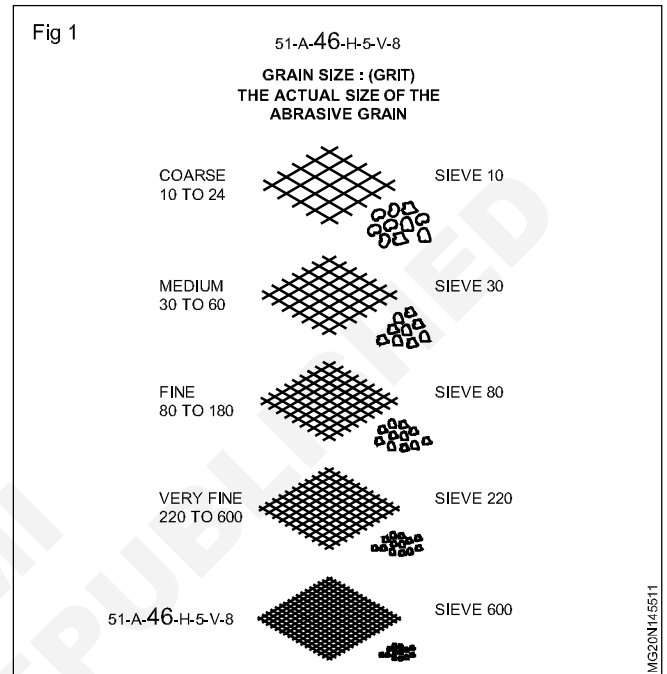 Fig 1
51-A-46-H-5-V-8
GRAIN SIZE : (GRIT)
THE ACTUAL SIZE OF THE
ABRASIVE GRAIN
COARSE
10 TO 24
SIEVE 10
MEDIUM
30 TO 60
SIEVE 30
FINE
80 TO 180
SIEVE 80
VERY FINE
220 TO 600
SIEVE 220
51-A-46-H-5-V-8
SIEVE 600
MG20N145511